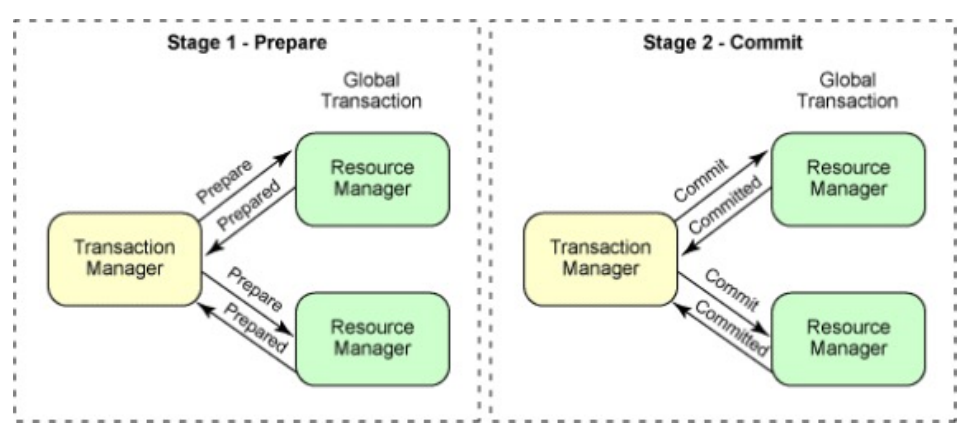 Stage 1 - Prepare
Global
Transaction
Resource
Manager
Prepare
Prepared
Transaction
Manager
Prepare
Prepared
Resource
Manager
Stage 2 - Commit
Global
Transaction
Resource
Manager
Commit
Committed
Transaction
Manager
Commit
Committed
Resource
Manager